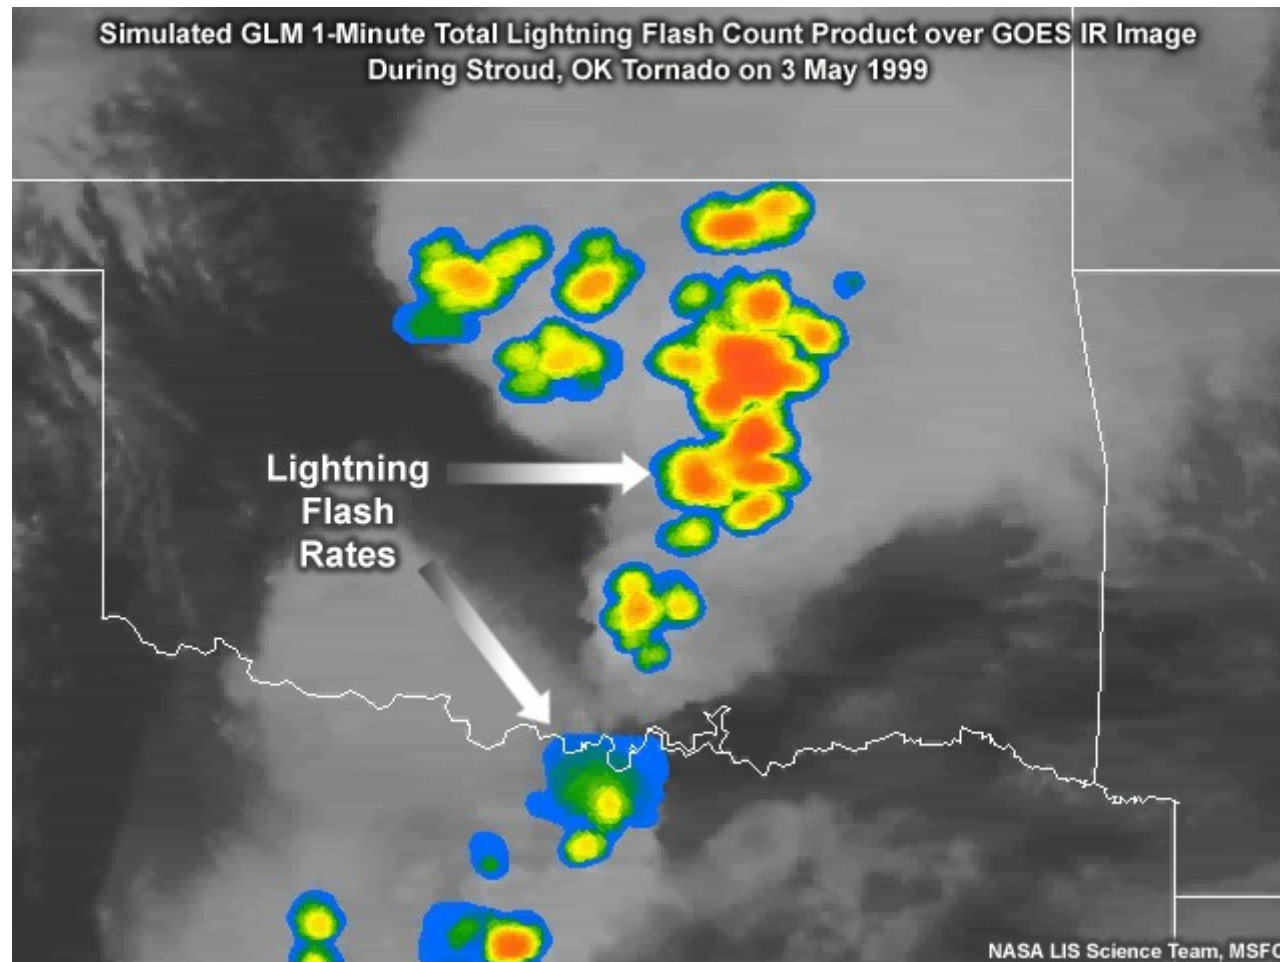 Simulated GLM 1-Minute Total Lightning Flash Count Product over GOES IR Image
During Stroud, OK Tornado on 3 May 1999
Lightning
Flash
Rates
NASA LIS Science Team, MSFC